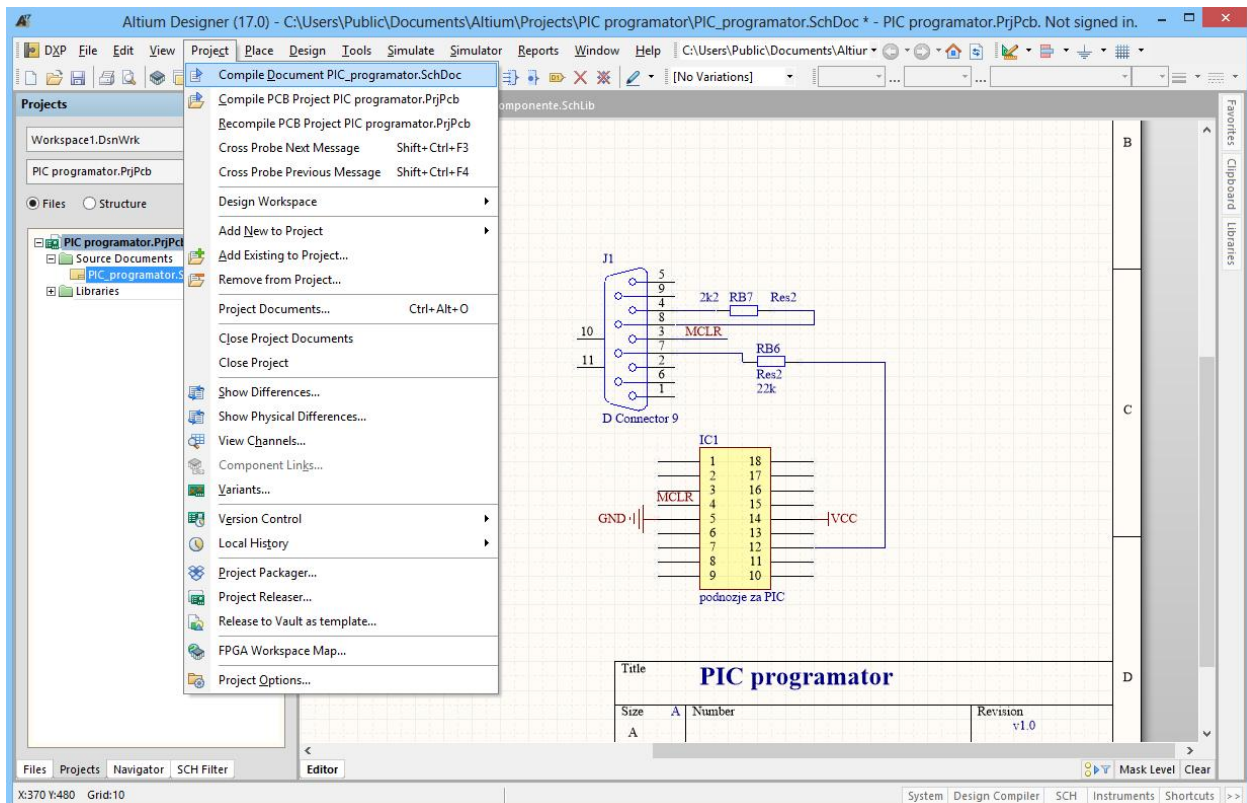 Altium Designer (17.0) - C:\Users\Public\Documents\Altium\Projects\PIC programator\PIC_programator.SchDoc * - PIC programator.PrjPcb. Not signed in.
DXP File Edit View Project Place Design Tools Simulate Simulator Reports Window Help C:\Users\Public\Documents\Altiur
[No Variations] ... ...
Projects
omponente.SchLib
Workspace1.DsnWrk
PIC programator.PrjPcb
Files Structure
PIC programator.PrjPcl
Source Documents
PIC_programator.S
Libraries
Compile Document PIC_programator.SchDoc
Compile PCB Project PIC programator.PrjPcb
Recompile PCB Project PIC programator.PrjPcb
Cross Probe Next Message Shift+Ctrl+F3
Cross Probe Previous Message Shift+Ctrl+F4
Design Workspace
Add New to Project
Add Existing to Project...
Remove from Project...
Project Documents... Ctrl+Alt+O
Close Project Documents
Close Project
Show Differences...
Show Physical Differences...
View Channels...
Component Links...
Variants...
Version Control
Local History
Project Packager...
Project Releaser...
Release to Vault as template...
FPGA Workspace Map...
Project Options...
B
C
D
J1
5
9
4
8
3
7
2
6
1
10
11
2k2 RB7 Res2
MCLR
RB6
Res2
22k
D Connector 9
IC1
1 18
2 17
3 16
MCLR
4 15
GND 5 14 VCC
6 13
7 12
8 11
9 10
podnozje za PIC
Title
PIC programator
Size A Number Revision
A v1.0
Favorites
Clipboard
Libraries
Files Projects Navigator SCH Filter
Editor
Mask Level Clear
X:370 Y:480 Grid:10
System Design Compiler SCH Instruments Shortcuts >>